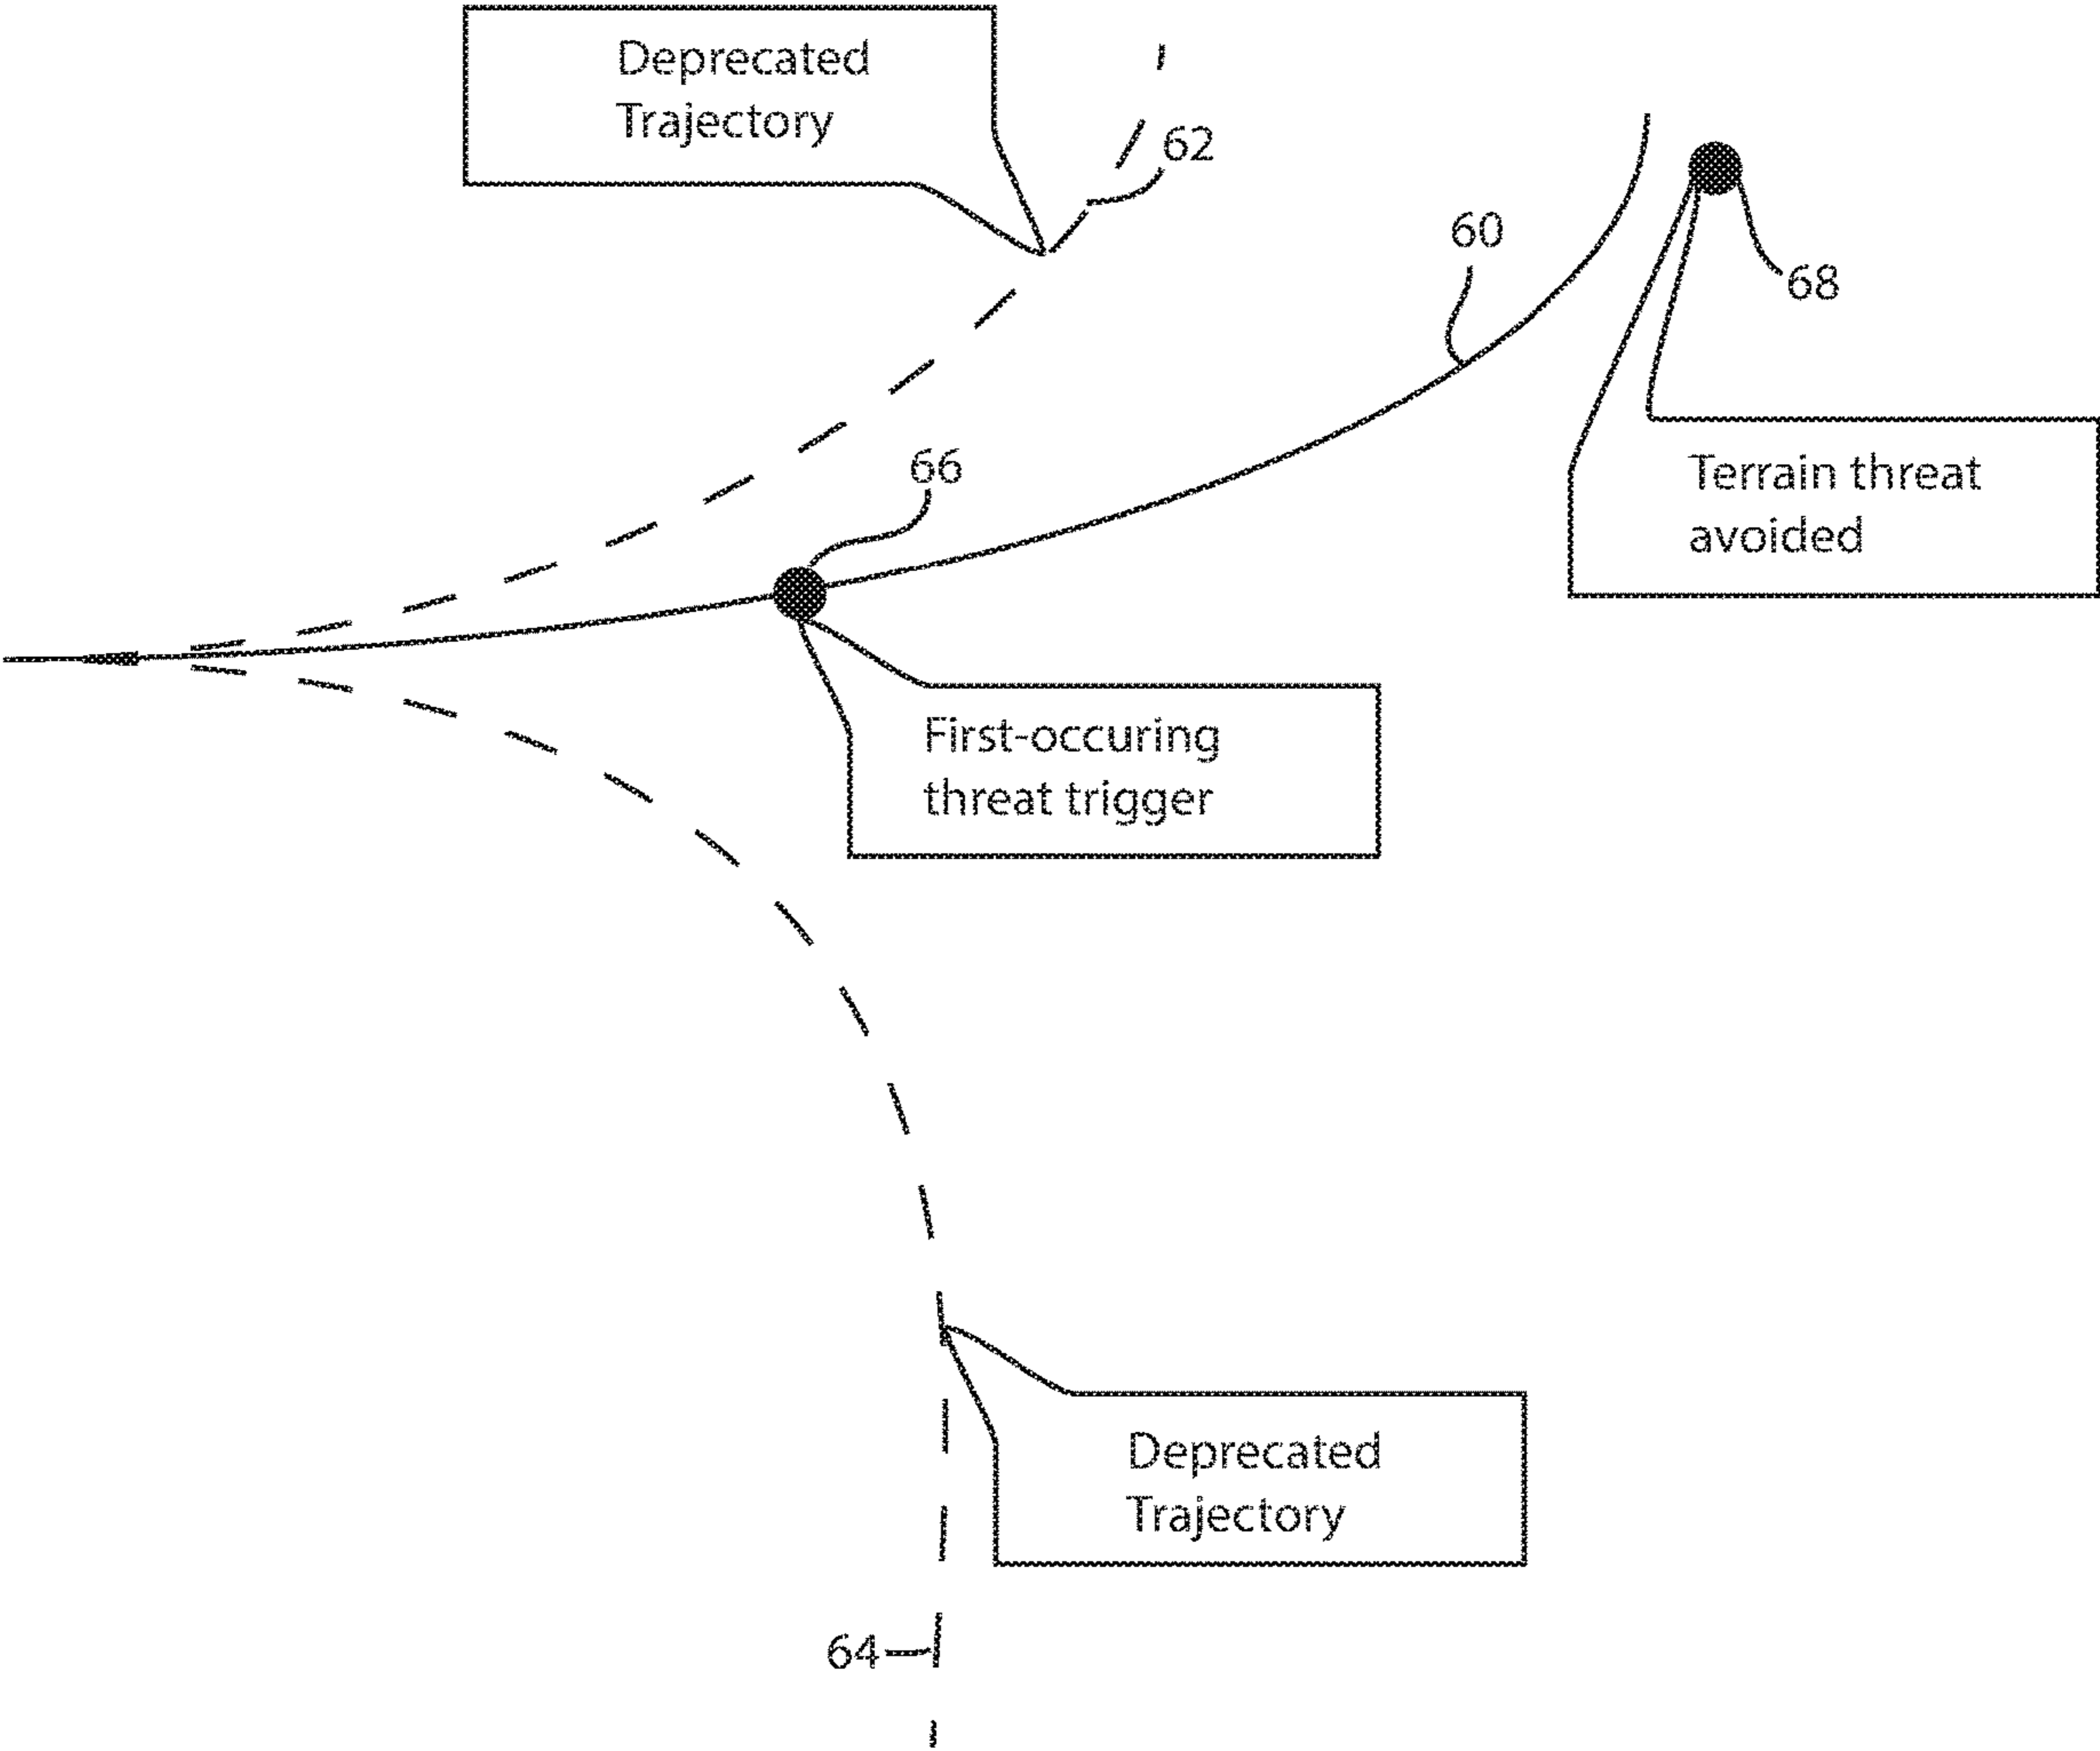 Deprecated
Trajectory
62
60
68
66
Terrain threat
avoided
First-occuring
threat trigger
Deprecated
Trajectory
64